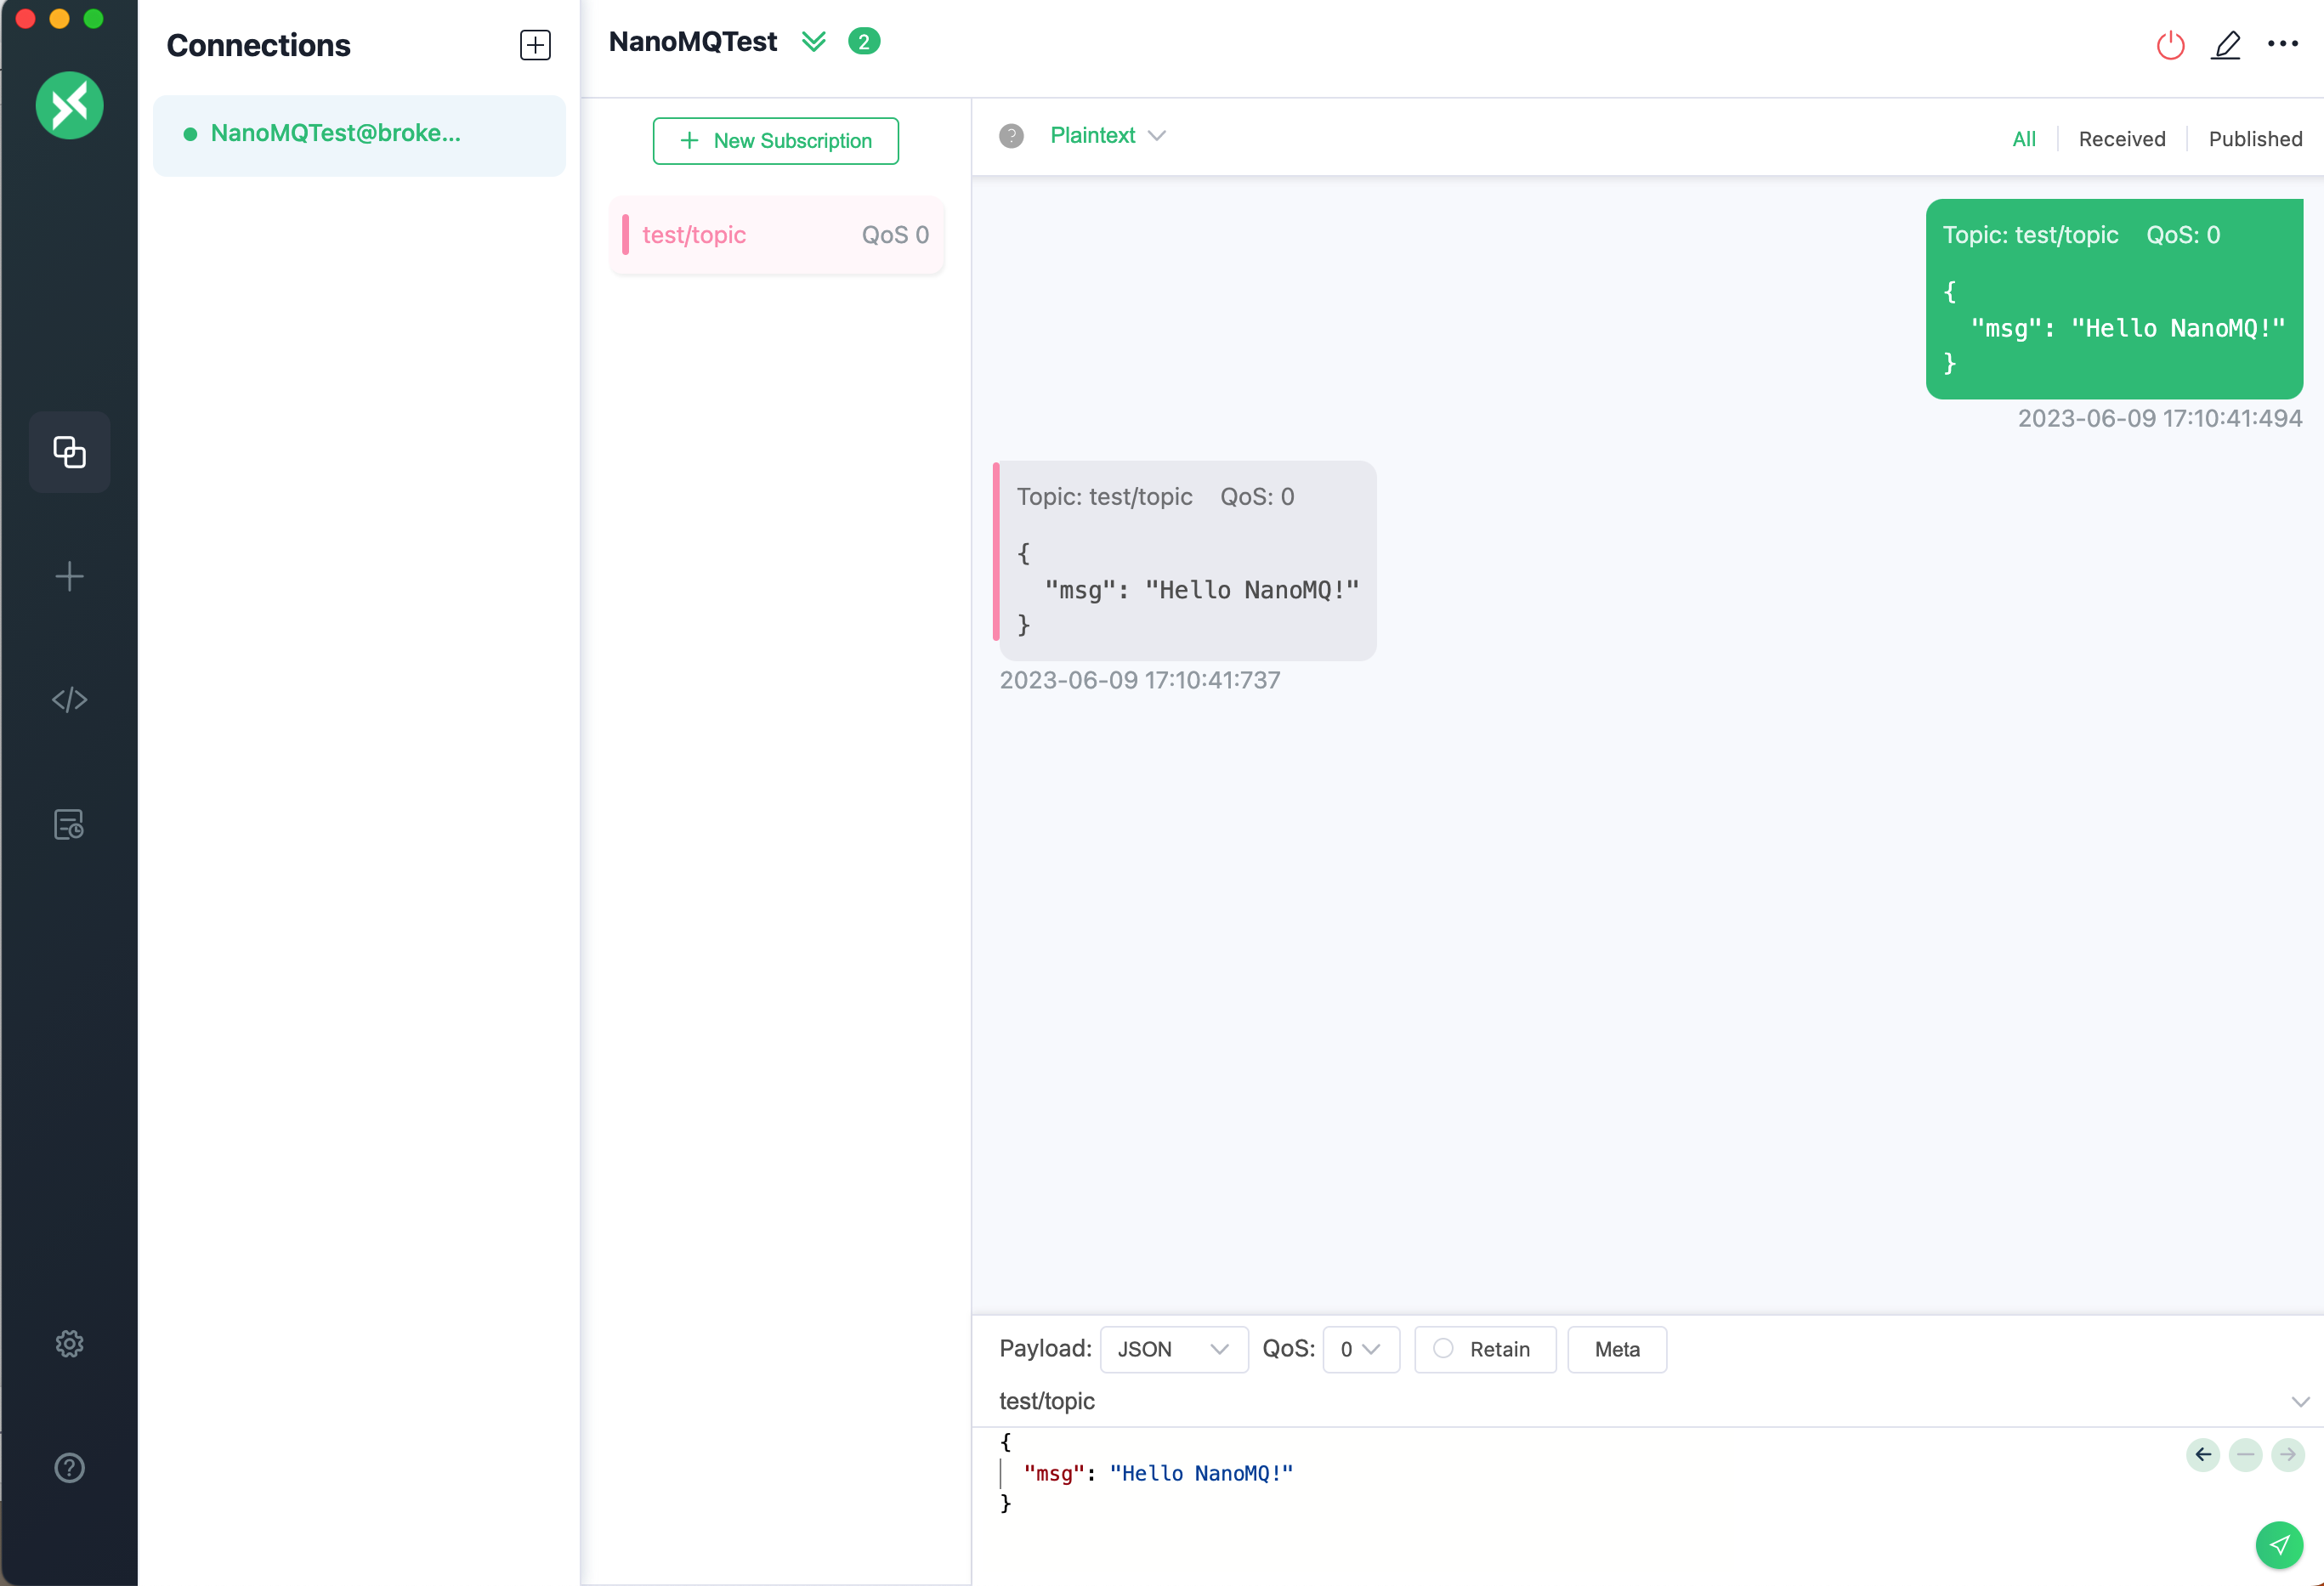 Connections
NanoMQTest@broke...
NanoMQTest 2
+ New Subscription
test/topic QoS 0
Plaintext
All Received Published
Topic: test/topic QoS: 0
{
"msg": "Hello NanoMQ!"
}
2023-06-09 17:10:41:494
Topic: test/topic QoS: 0
{
"msg": "Hello NanoMQ!"
}
2023-06-09 17:10:41:737
Payload: JSON QoS: 0 Retain Meta
test/topic
{
"msg": "Hello NanoMQ!"
}